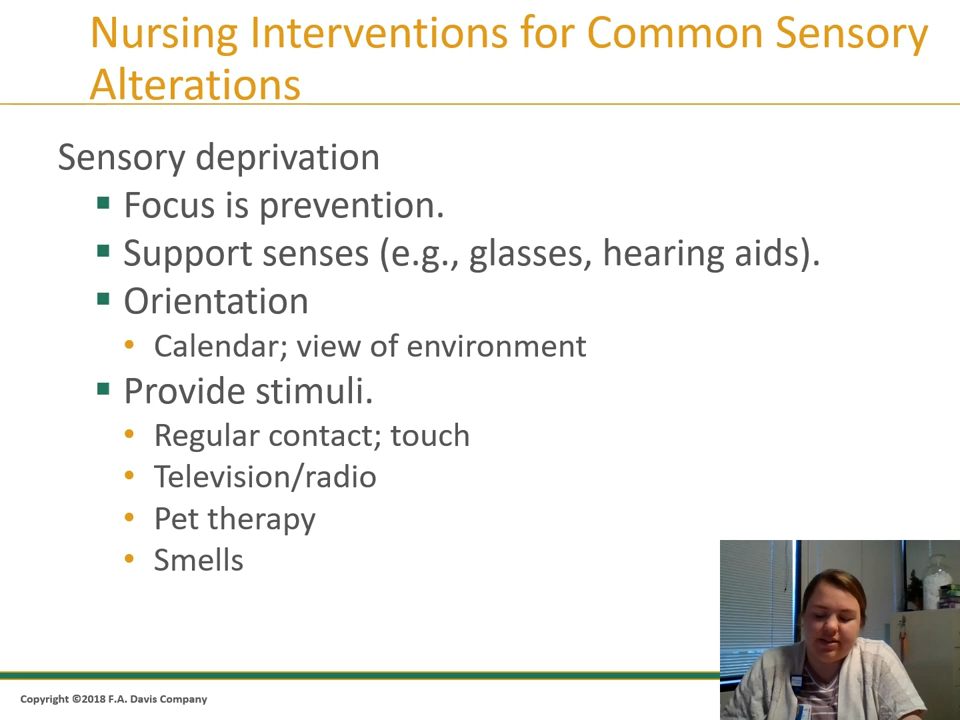 Nursing Interventions for Common Sensory
Alterations
Sensory deprivation
Focus is prevention.
Support senses (e.g., glasses, hearing aids).
Orientation
Calendar; view of environment
Provide stimuli.
Regular contact; touch
Television/radio
Pet therapy
Smells
Copyright ©2018 F.A. Davis Company